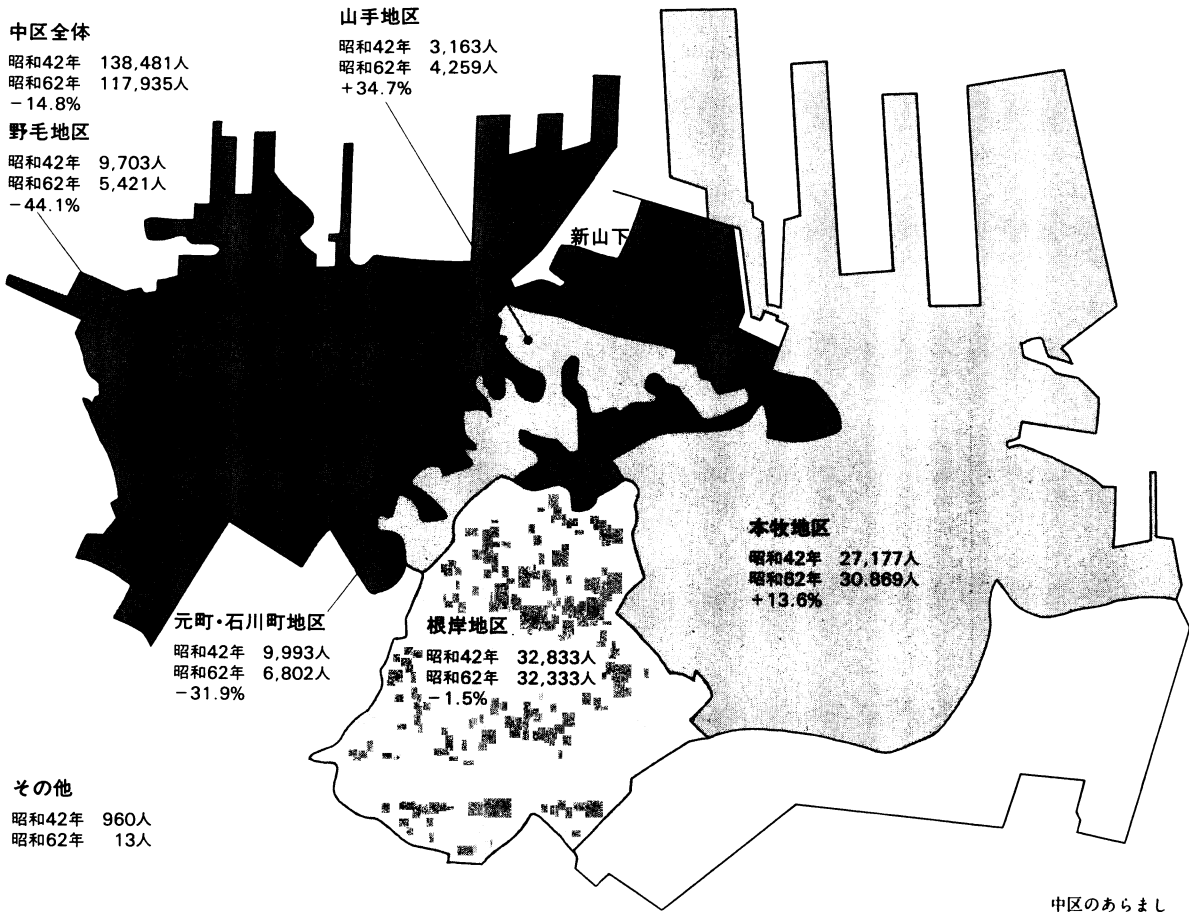 中区全体
昭和42年 138,481人
昭和62年 117,935人
-14.8%
野毛地区
昭和42年 9,703人
昭和62年 5,421人
-44.1%
山手地区
昭和42年 3,163人
昭和62年 4,259人
+34.7%
新山下
本牧地区
昭和42年 27,177人
昭和62年 30,869人
+13.6%
元町・石川町地区
昭和42年 9,993人
昭和62年 6,802人
-31.9%
根岸地区
昭和42年 32,833人
昭和62年 32,333人
-1.5%
その他
昭和42年 960人
昭和62年 13人
中区のあらまし